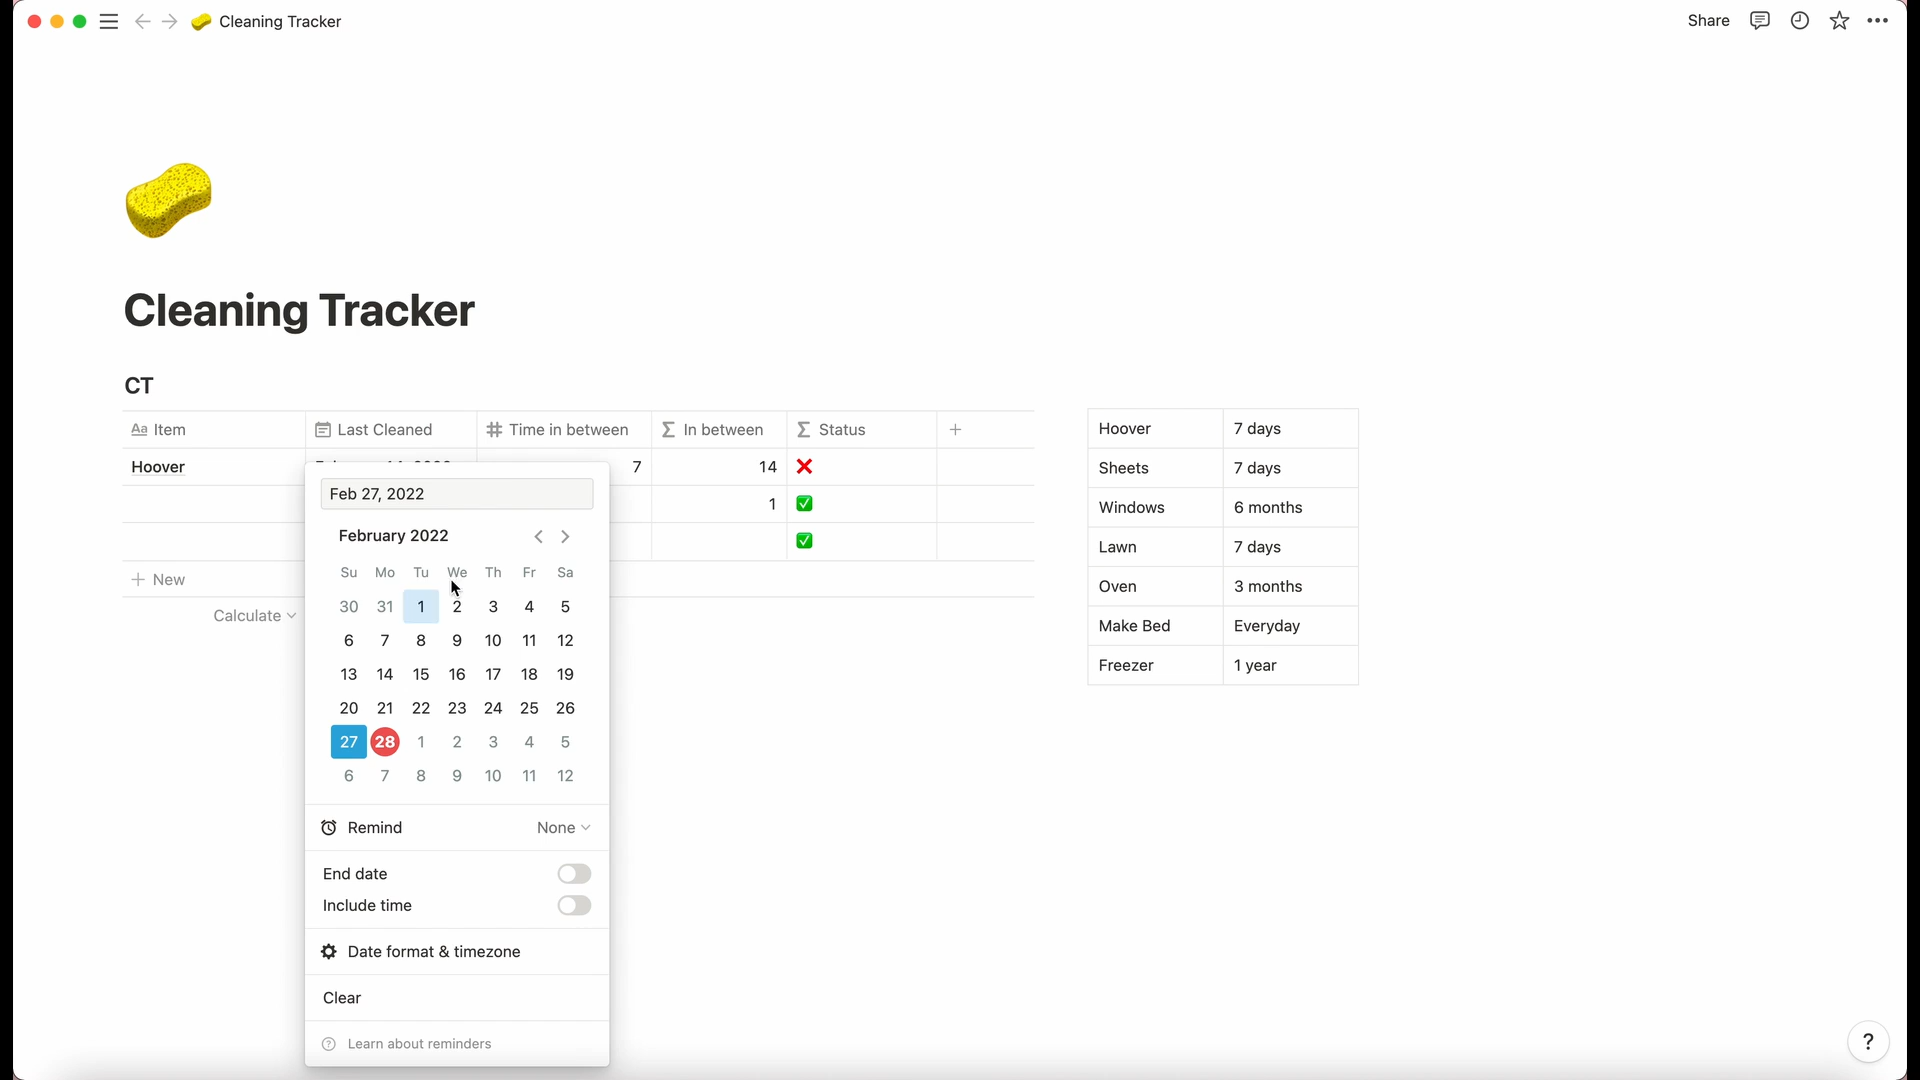 Cleaning Tracker
Share
Cleaning Tracker
CT
Aa Item Last Cleaned Time in between In between Status
Hoover 7 14
1
+ New
Calculate
Feb 27, 2022
February 2022
Su Mo Tu We Th Fr Sa
30 31 1 2 3 4 5
6 7 8 9 10 11 12
13 14 15 16 17 18 19
20 21 22 23 24 25 26
27 28 1 2 3 4 5
6 7 8 9 10 11 12
Remind None
End date
Include time
Date format & timezone
Clear
Learn about reminders
Hoover 7 days
Sheets 7 days
Windows 6 months
Lawn 7 days
Oven 3 months
Make Bed Everyday
Freezer 1 year
?